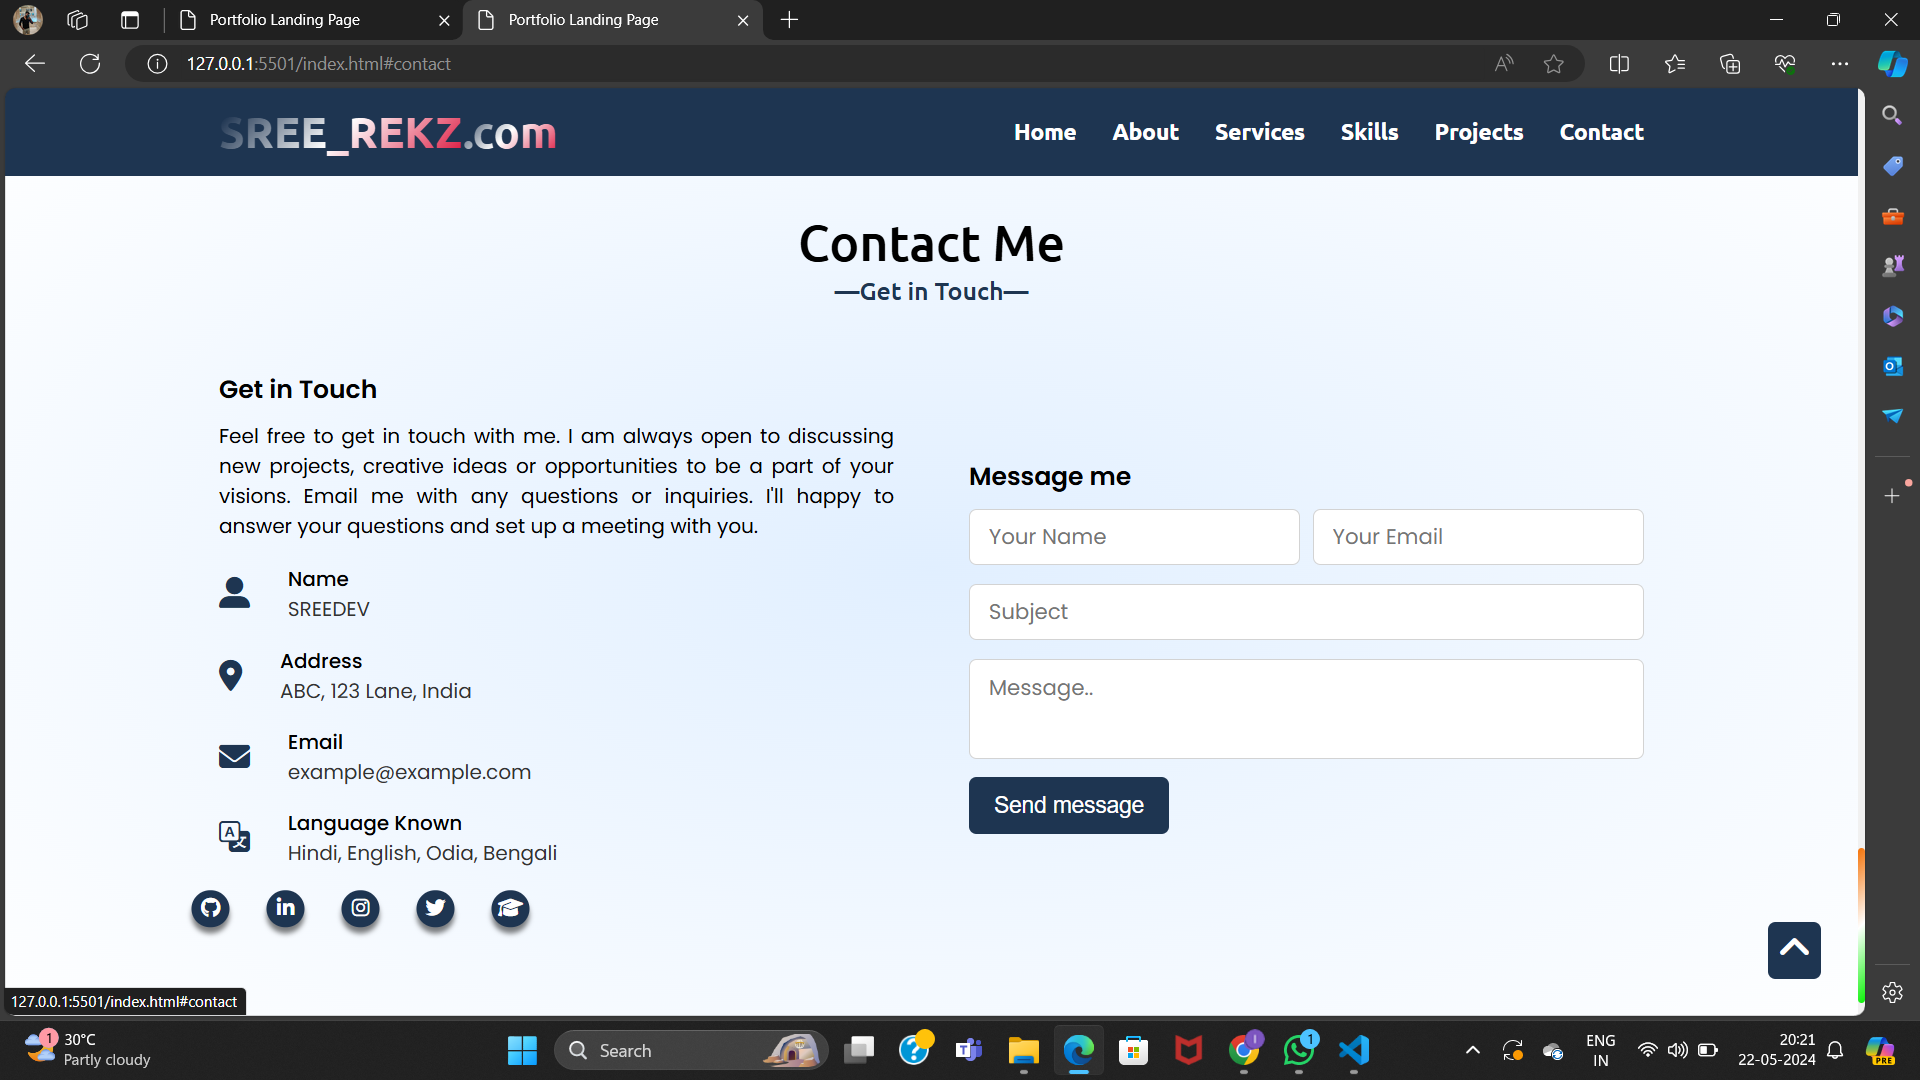 Portfolio Landing Page
Portfolio Landing Page
127.0.0.1:5501/index.html#contact
SREE_REKZ.com
Home About Services Skills Projects Contact
Contact Me
—Get in Touch—
Get in Touch
Feel free to get in touch with me. I am always open to discussing
new projects, creative ideas or opportunities to be a part of your
visions. Email me with any questions or inquiries. I'll happy to
answer your questions and set up a meeting with you.
Name
SREEDEV
Address
ABC, 123 Lane, India
Email
example@example.com
Language Known
Hindi, English, Odia, Bengali
Message me
Your Name Your Email
Subject
Message..
Send message
127.0.0.1:5501/index.html#contact
1
30°C
Partly cloudy
Search
1
ENG
IN
20:21
22-05-2024
PRE